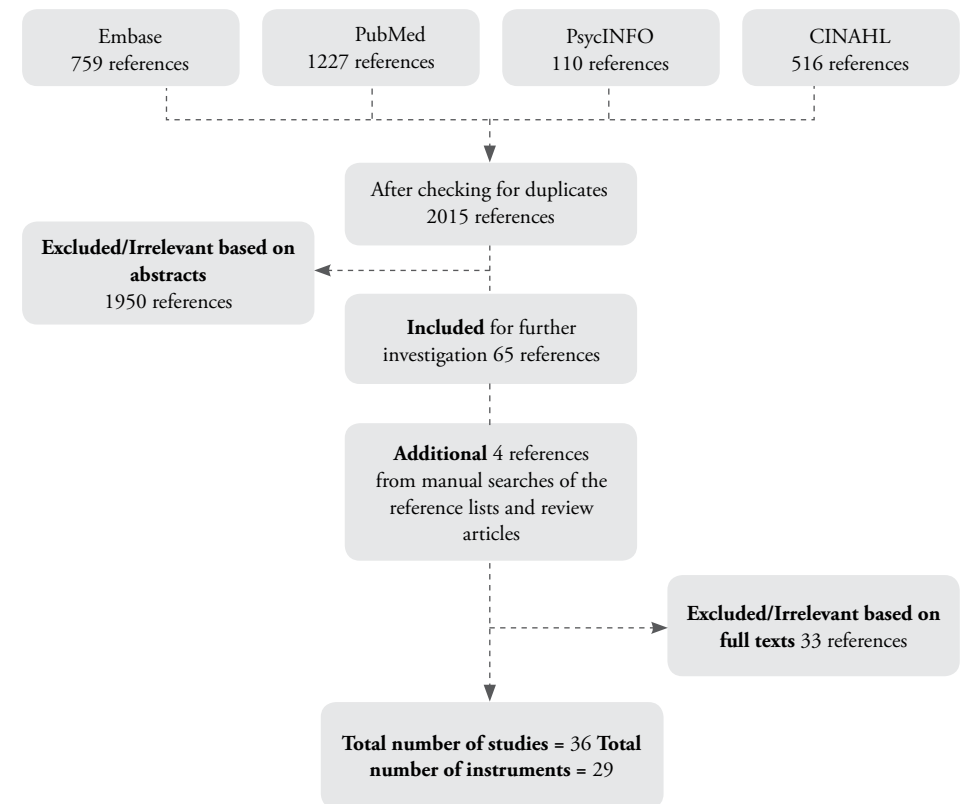 Embase
759 references
PubMed
1227 references
PsycINFO
110 references
CINAHL
516 references
After checking for duplicates
2015 references
Excluded/Irrelevant based on
abstracts
1950 references
Included for further
investigation 65 references
Additional 4 references
from manual searches of the
reference lists and review
articles
Excluded/Irrelevant based on
full texts 33 references
Total number of studies = 36 Total
number of instruments = 29